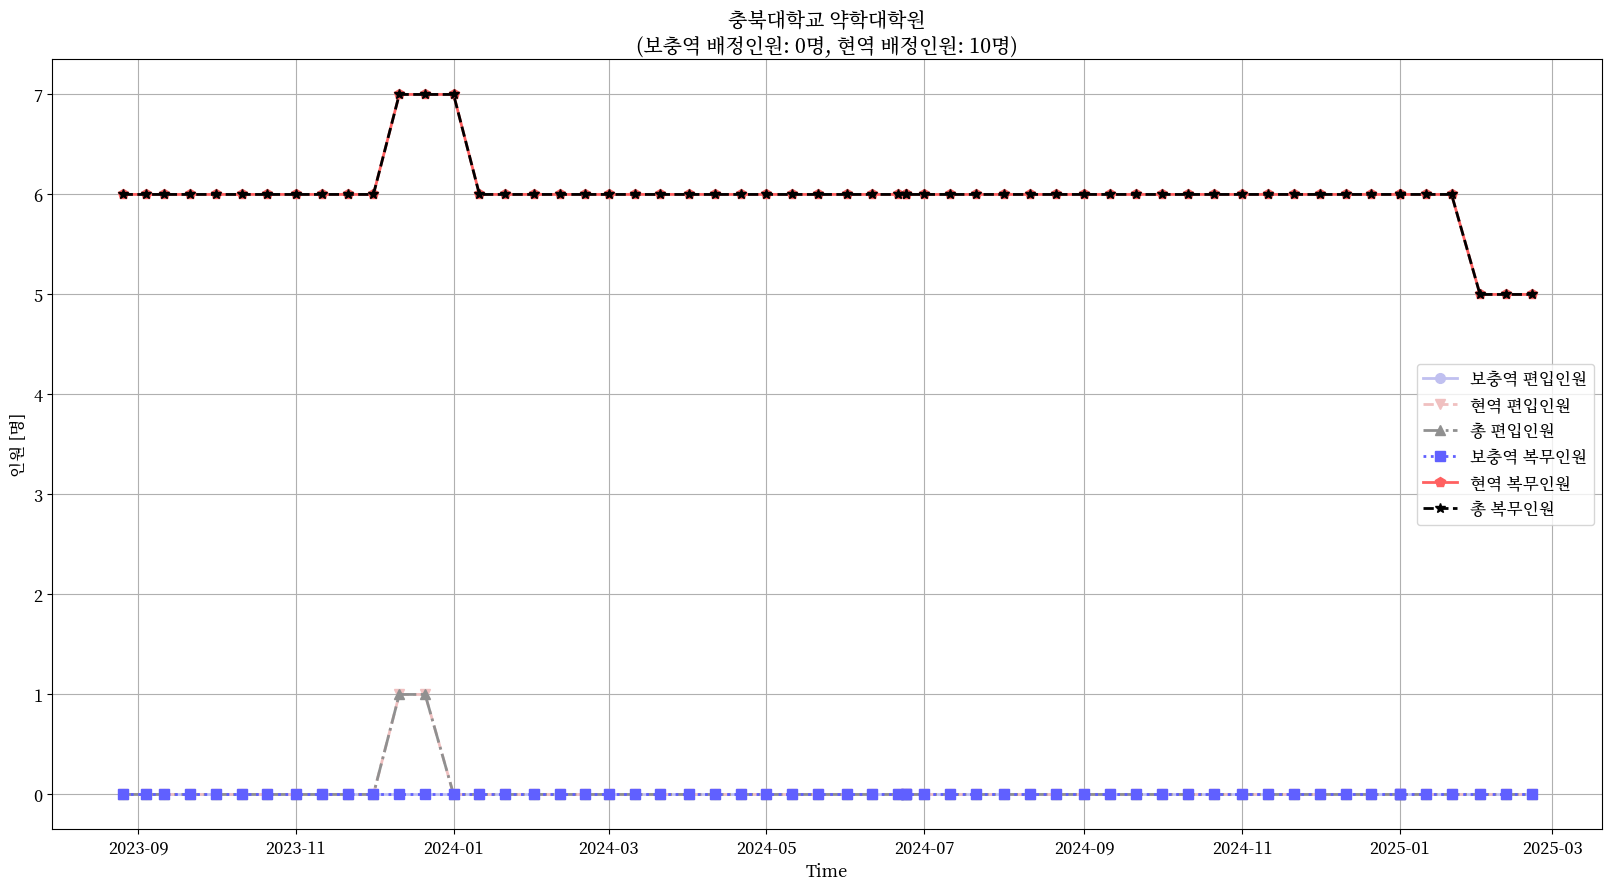 충북대학교 약학대학원
(보충역 배정인원: 0명, 현역 배정인원: 10명)
인원 [명]
7
6
5
4
3
2
1
0
보충역 편입인원
현역 편입인원
총 편입인원
보충역 복무인원
현역 복무인원
총 복무인원
2023-09 2023-11 2024-01 2024-03 2024-05 2024-07 2024-09 2024-11 2025-01 2025-03
Time